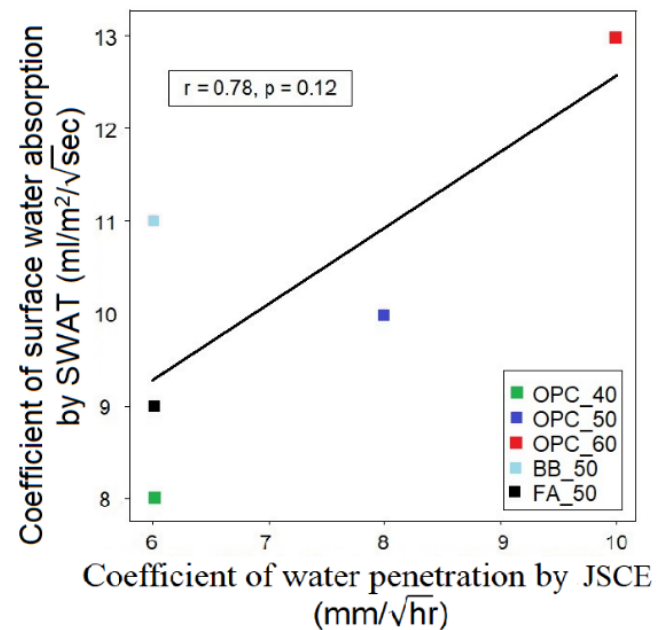 Coefficient of surface water absorption
by SWAT (ml/m²/√sec)
13
12
11
10
9
8
r = 0.78, p = 0.12
OPC_40
OPC_50
OPC_60
BB_50
FA_50
6 7 8 9 10
Coefficient of water penetration by JSCE
(mm/√hr)